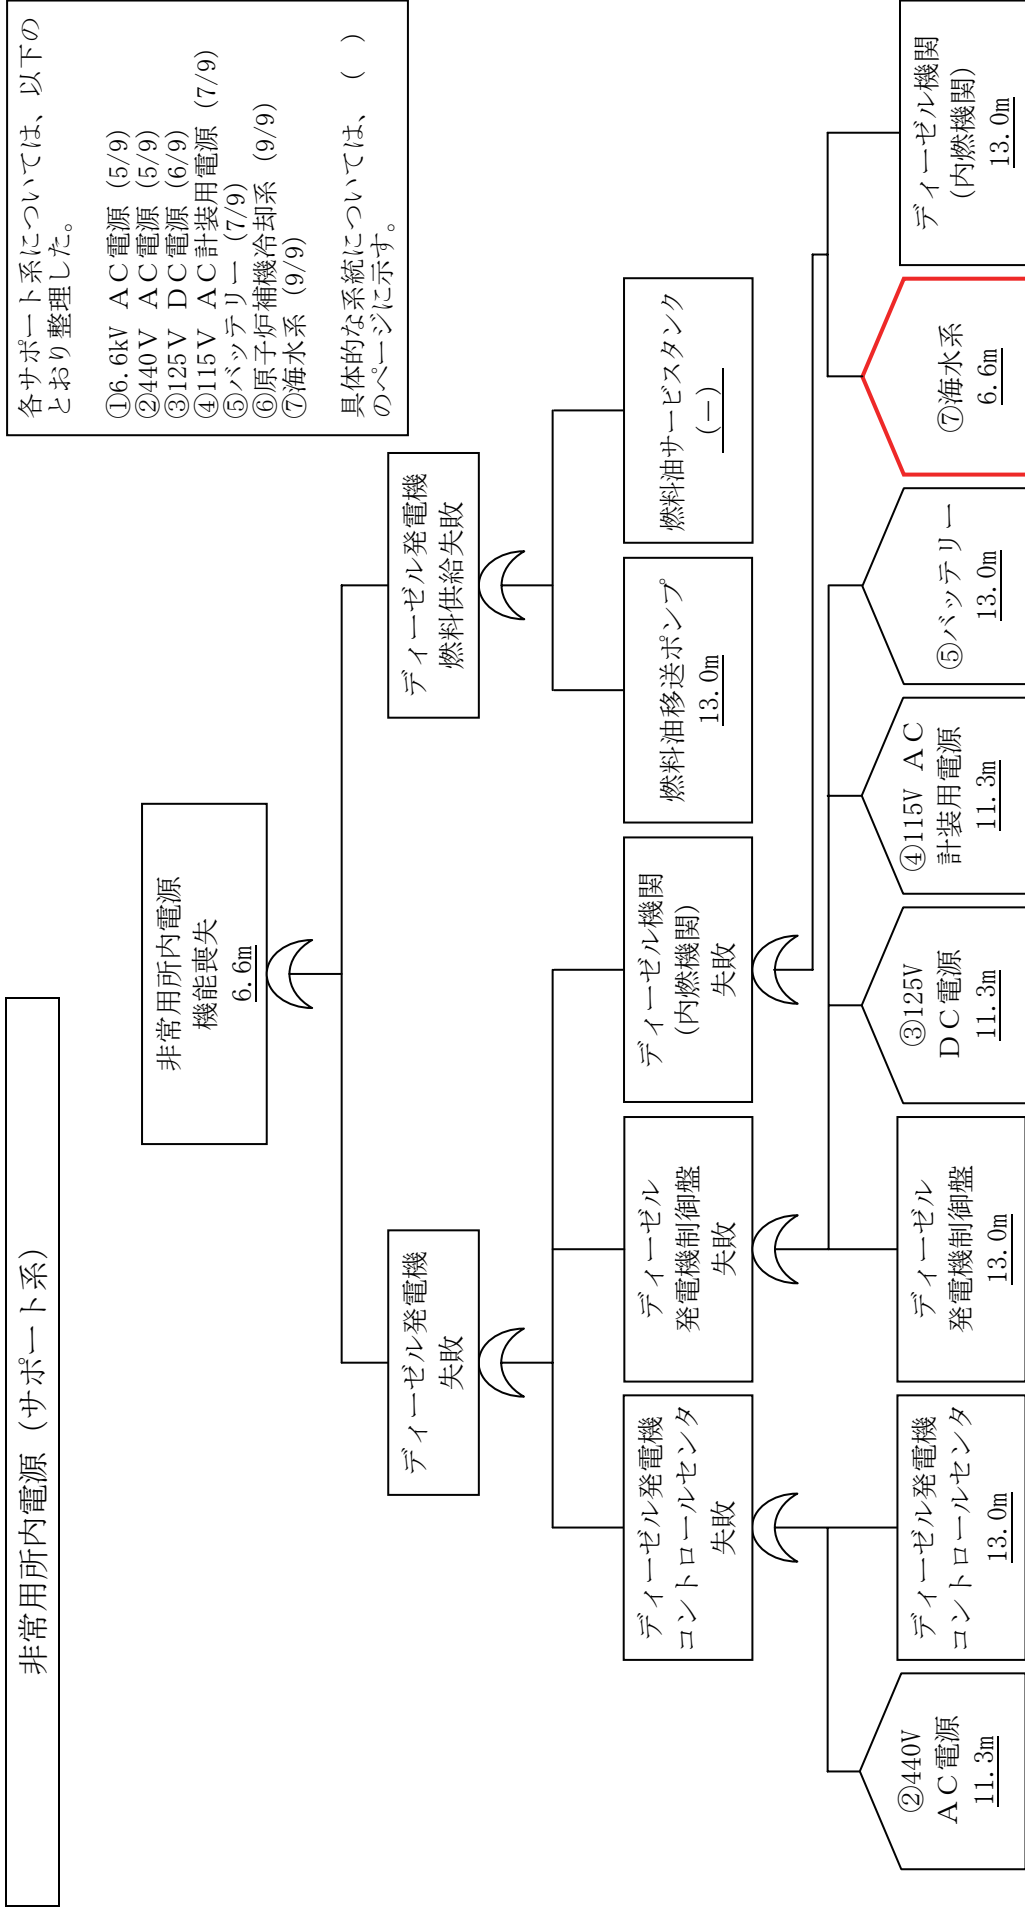 非常用所内電源（サポート系）
各サポート系については、以下の
とおり整理した。
①6.6kV AC電源 (5/9)
②440V AC電源 (5/9)
③125V DC電源 (6/9)
④115V AC計装用電源 (7/9)
⑤バッテリー (7/9)
⑥原子炉補機冷却系 (9/9)
⑦海水系 (9/9)
具体的な系統については、（　）
のページに示す。
非常用所内電源
機能喪失
6.6m
ディーゼル発電機
失敗
ディーゼル発電機
燃料供給失敗
ディーゼル発電機
コントロールセンタ
失敗
ディーゼル
発電機制御盤
失敗
ディーゼル機関
(内燃機関)
失敗
燃料油移送ポンプ
13.0m
燃料油サービスタンク
(－)
②440V
AC電源
11.3m
ディーゼル発電機
コントロールセンタ
13.0m
ディーゼル
発電機制御盤
13.0m
③125V
DC電源
11.3m
④115V AC
計装用電源
11.3m
⑤バッテリー
13.0m
⑦海水系
6.6m
ディーゼル機関
(内燃機関)
13.0m